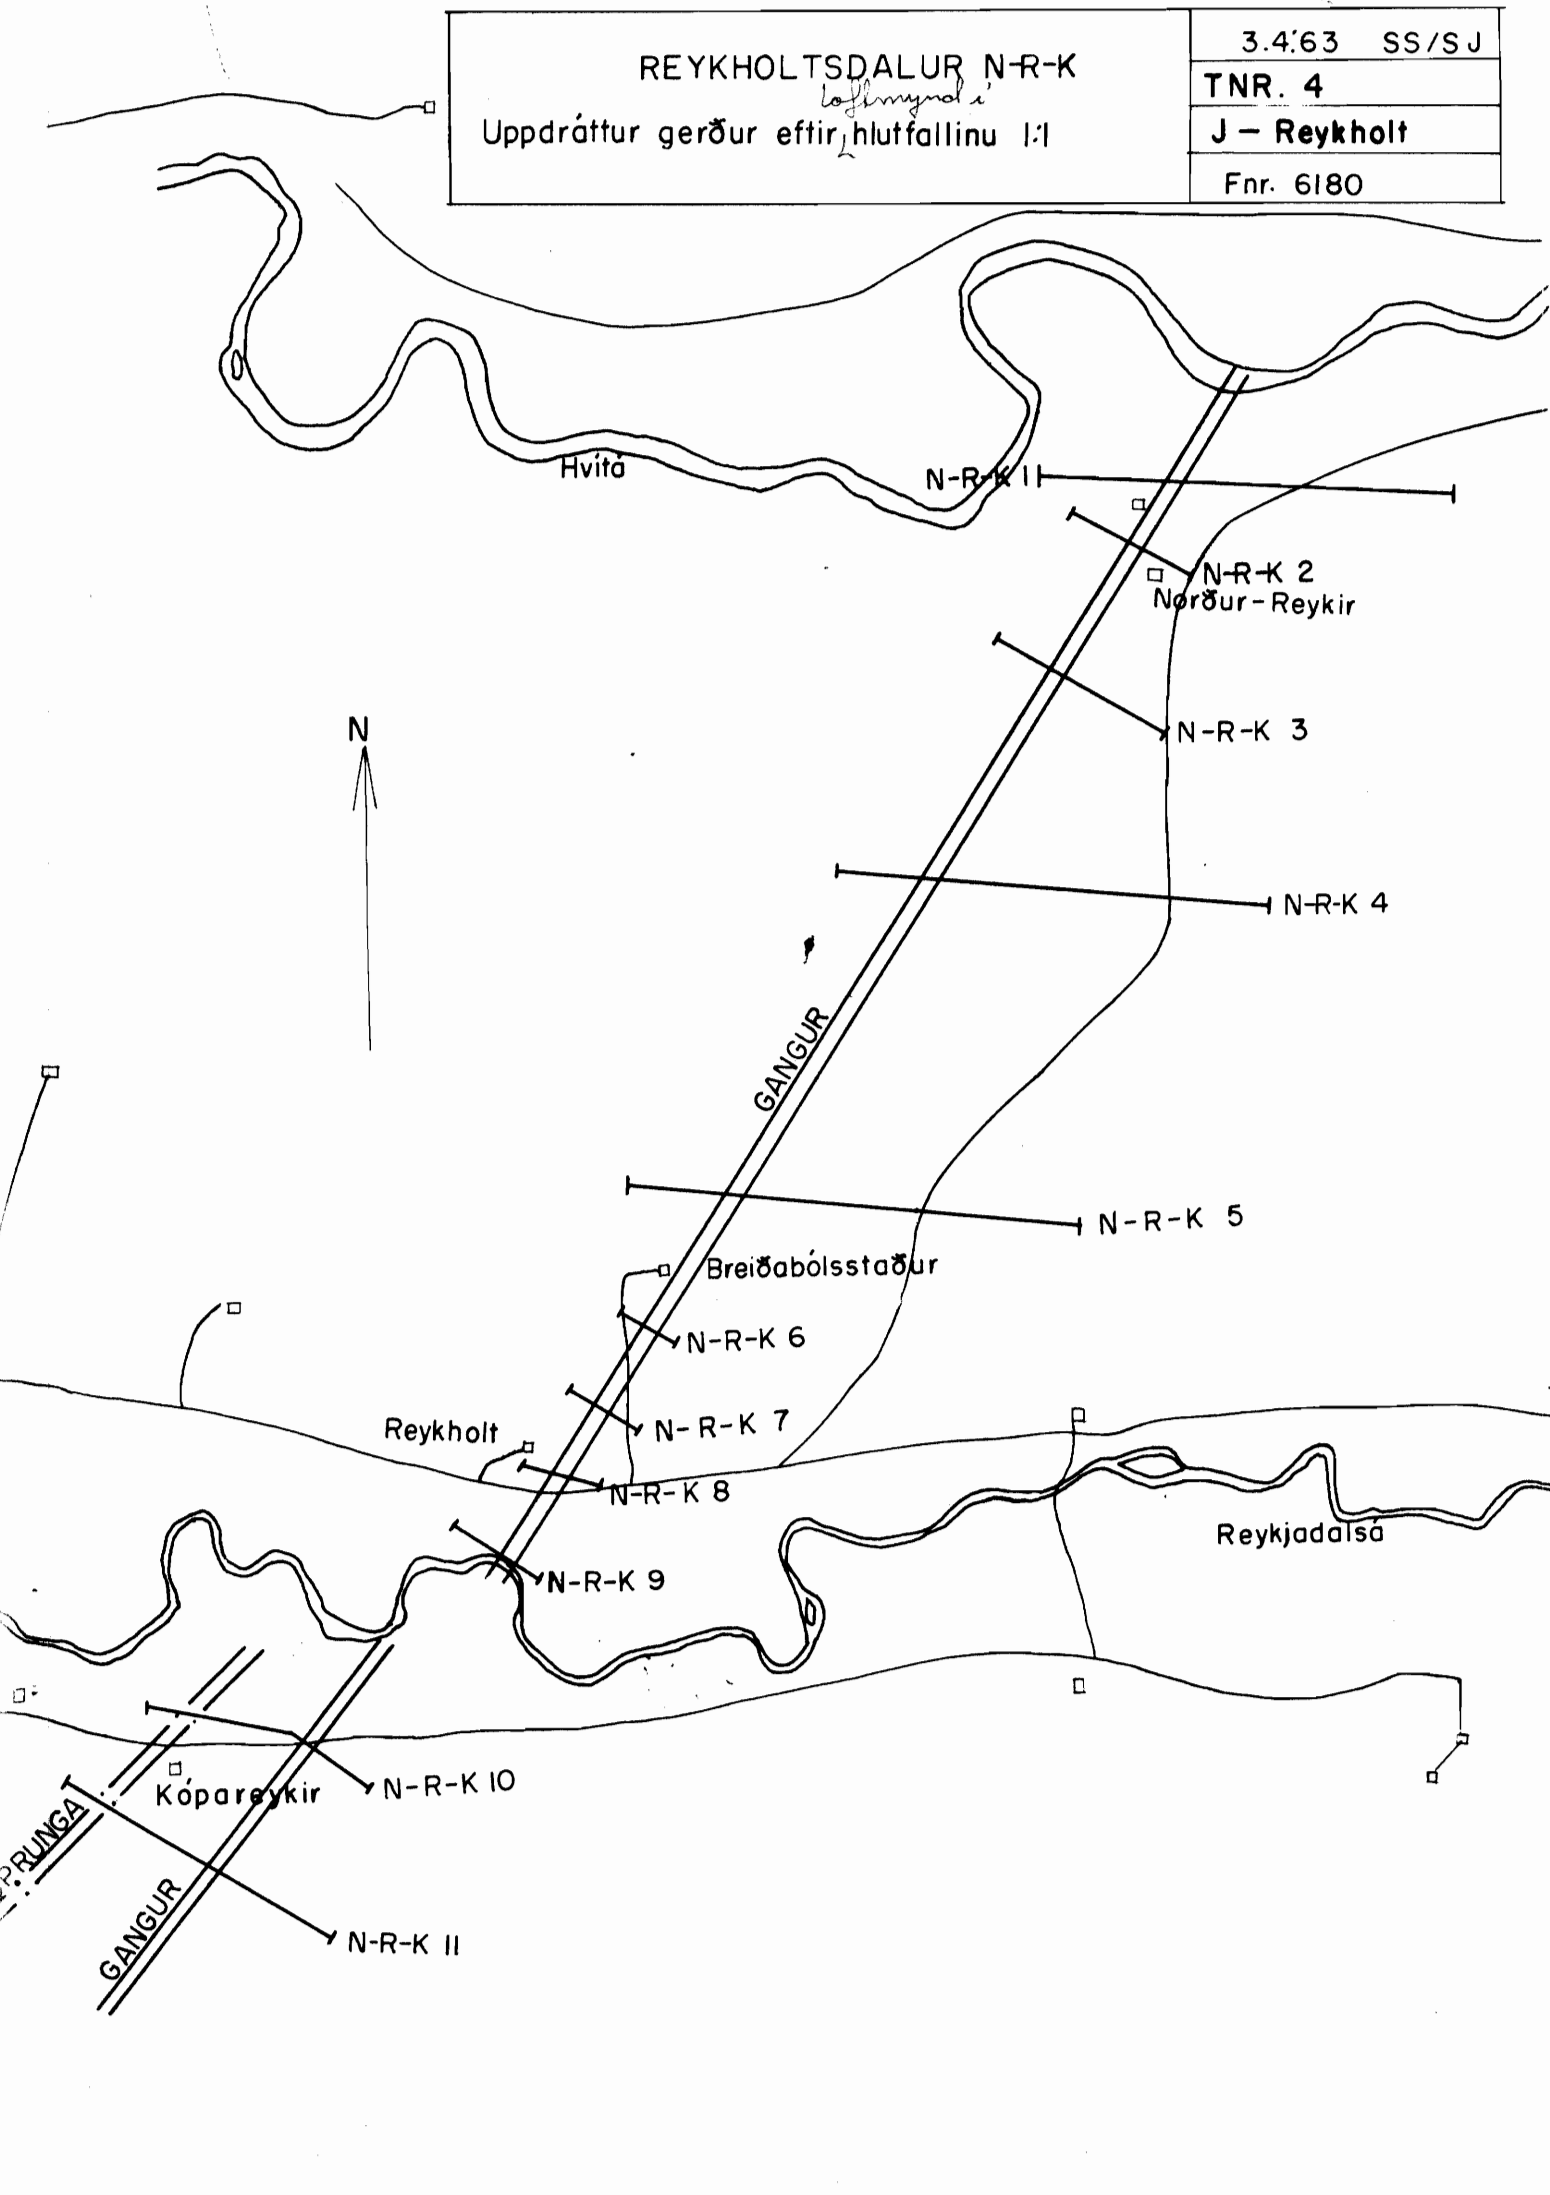 REYKHOLTSDALUR N-R-K
loftmynd í
Uppdráttur gerður eftir hlutfallinu 1:1
3.4.'63 SS/SJ
TNR. 4
J – Reykholt
Fnr. 6180
Hvítá
N-R-K 1
N-R-K 2
Norður-Reykir
N-R-K 3
N
N-R-K 4
GANGUR
N-R-K 5
Breiðabólsstaður
N-R-K 6
N-R-K 7
Reykholt
N-R-K 8
Reykjadalsá
N-R-K 9
N-R-K 10
Kópareykir
PRUNGA
N-R-K 11
GANGUR